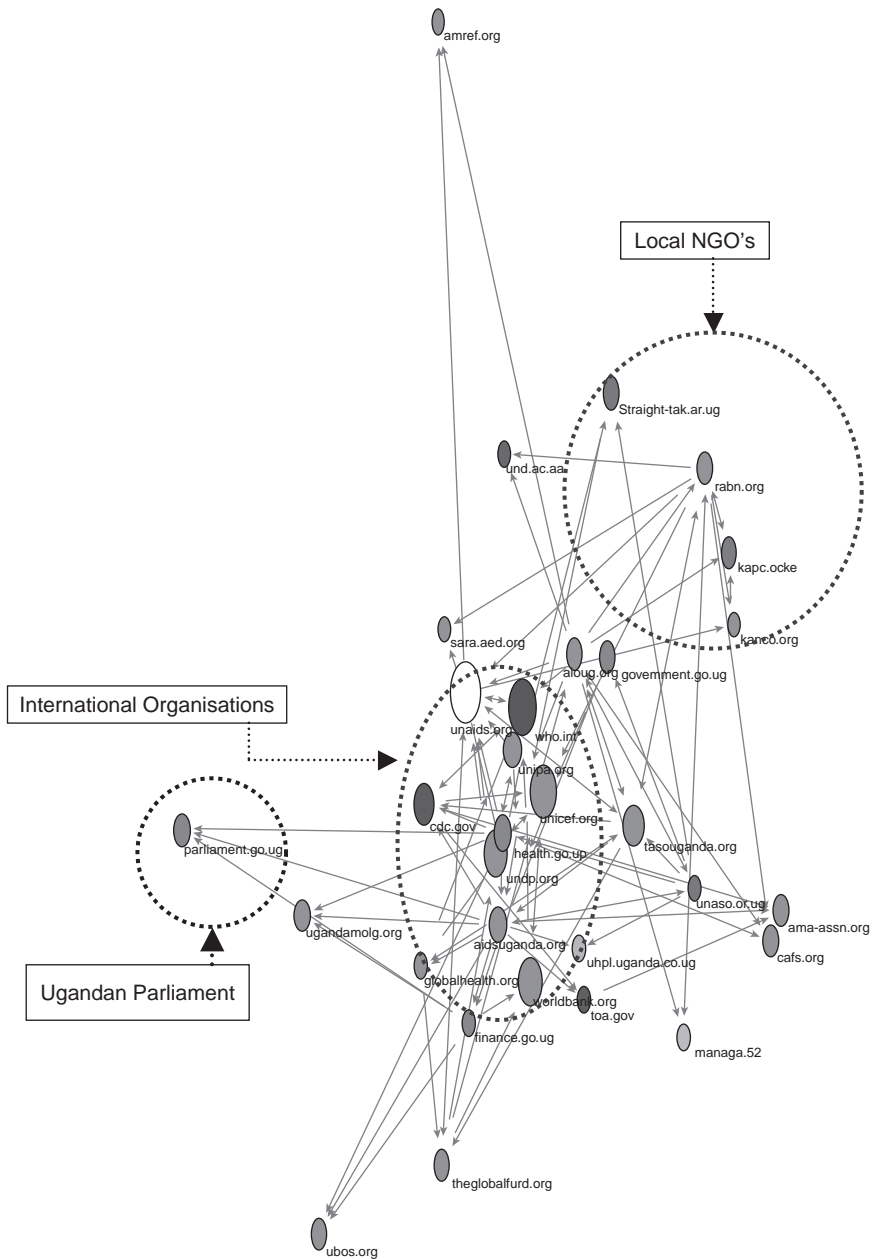 amref.org
Local NGO's
Straight-tak.ar.ug
und.ac.aa
rabn.org
kapc.ocke
kanco.org
sara.aed.org
aioug.org
govemment.go.ug
International Organisations
unaids.org
who.int
unipa.org
unicef.org
cdc.gov
tasouganda.org
parliament.go.ug
health.go.up
undp.org
unaso.or.ug
ama-assn.org
ugandamolg.org
aidsuganda.org
cafs.org
uhpl.uganda.co.ug
globalhealth.org
Ugandan Parliament
worldbank.org
toa.gov
finance.go.ug
managa.52
theglobalfurd.org
ubos.org